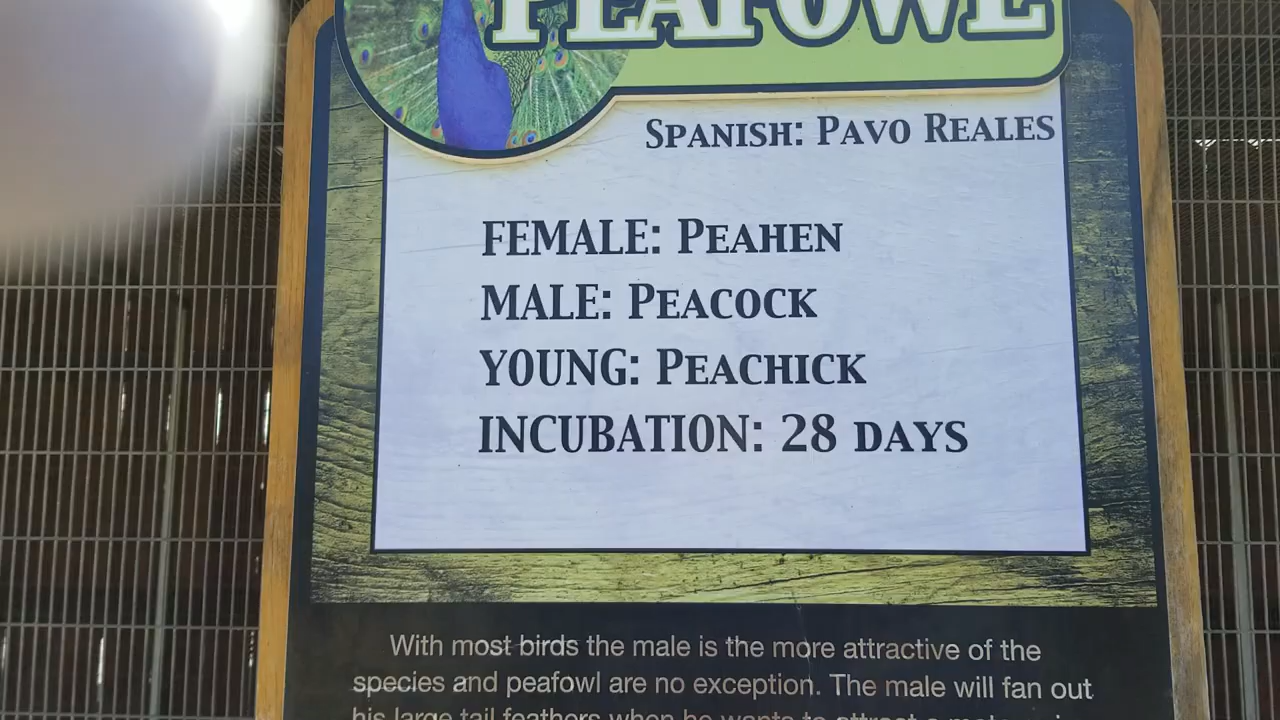 PEAFOWL
SPANISH: PAVO REALES
FEMALE: PEAHEN
MALE: PEACOCK
YOUNG: PEACHICK
INCUBATION: 28 DAYS
With most birds the male is the more attractive of the
species and peafowl are no exception. The male will fan out
his large tail feathers when he wants to attract a mate